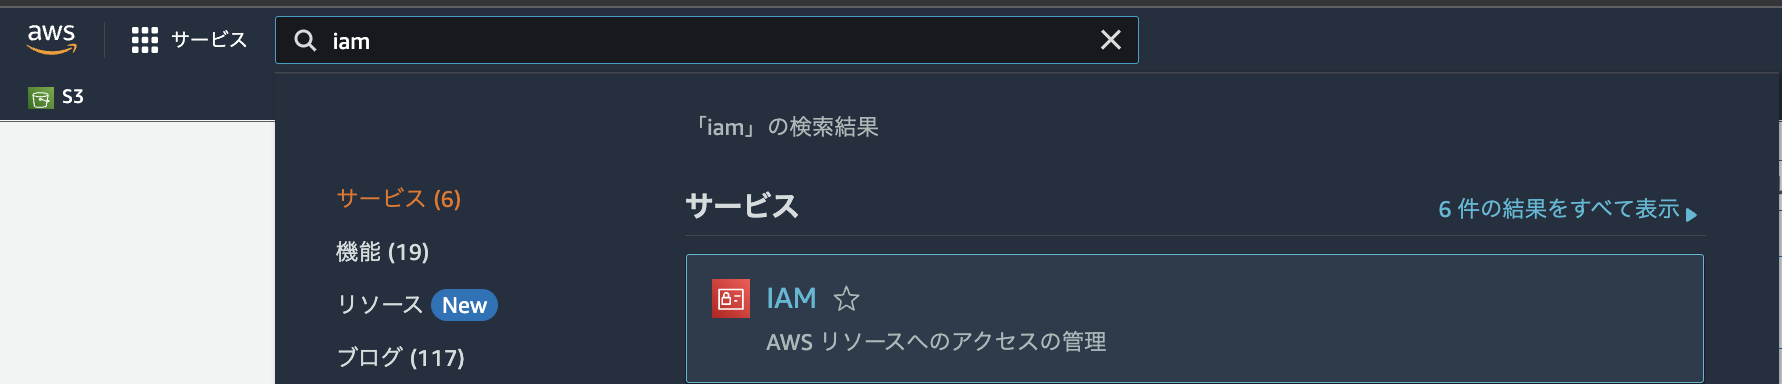 aws
サービス
iam
S3
「iam」の検索結果
サービス (6)
機能 (19)
リソース New
ブログ (117)
サービス
6 件の結果をすべて表示
IAM
AWS リソースへのアクセスの管理